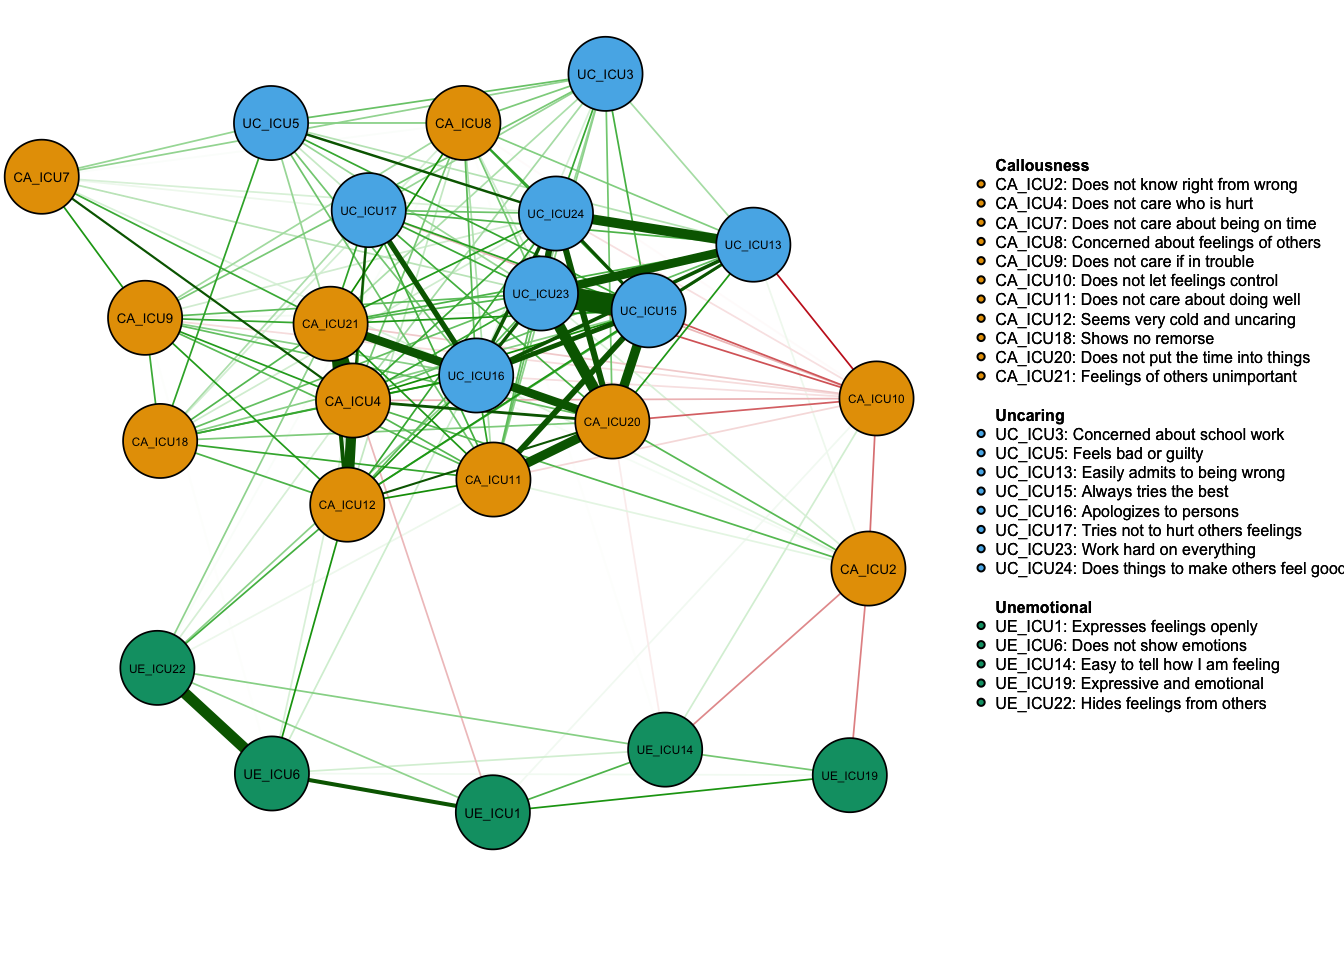 UC_ICU3
UC_ICU5
CA_ICU8
CA_ICU7
UC_ICU17
UC_ICU24
UC_ICU13
UC_ICU23
UC_ICU15
CA_ICU9
CA_ICU21
UC_ICU16
CA_ICU4
CA_ICU10
CA_ICU20
CA_ICU18
CA_ICU11
CA_ICU12
CA_ICU2
UE_ICU22
UE_ICU14
UE_ICU6
UE_ICU19
UE_ICU1
Callousness
CA_ICU2: Does not know right from wrong
CA_ICU4: Does not care who is hurt
CA_ICU7: Does not care about being on time
CA_ICU8: Concerned about feelings of others
CA_ICU9: Does not care if in trouble
CA_ICU10: Does not let feelings control
CA_ICU11: Does not care about doing well
CA_ICU12: Seems very cold and uncaring
CA_ICU18: Shows no remorse
CA_ICU20: Does not put the time into things
CA_ICU21: Feelings of others unimportant
Uncaring
UC_ICU3: Concerned about school work
UC_ICU5: Feels bad or guilty
UC_ICU13: Easily admits to being wrong
UC_ICU15: Always tries the best
UC_ICU16: Apologizes to persons
UC_ICU17: Tries not to hurt others feelings
UC_ICU23: Work hard on everything
UC_ICU24: Does things to make others feel good
Unemotional
UE_ICU1: Expresses feelings openly
UE_ICU6: Does not show emotions
UE_ICU14: Easy to tell how I am feeling
UE_ICU19: Expressive and emotional
UE_ICU22: Hides feelings from others